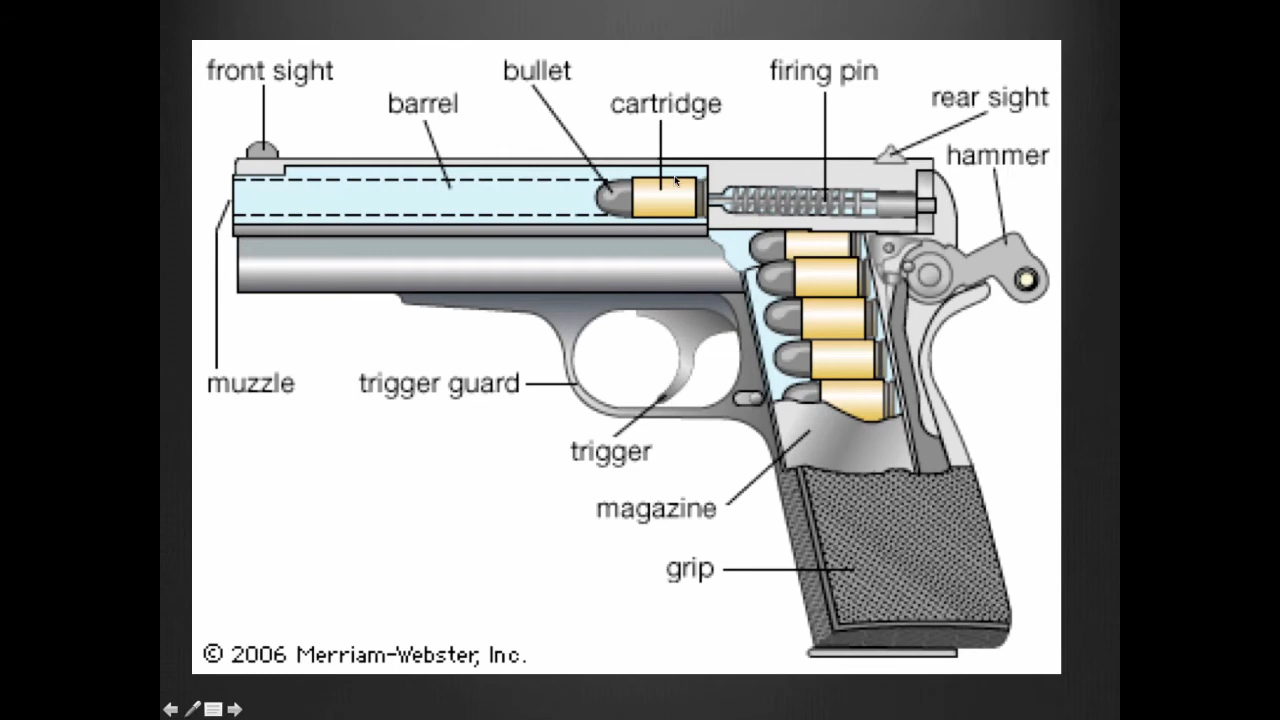 front sight
bullet
firing pin
barrel
cartridge
rear sight
hammer
muzzle
trigger guard
trigger
magazine
grip
© 2006 Merriam-Webster, Inc.